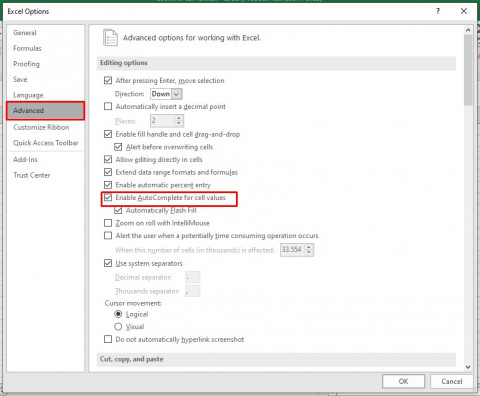 Excel Options
?
General
Formulas
Proofing
Save
Language
Advanced
Customize Ribbon
Quick Access Toolbar
Add-Ins
Trust Center
Advanced options for working with Excel.
Editing options
After pressing Enter, move selection
Direction: Down
Automatically insert a decimal point
Places: 2
Enable fill handle and cell drag-and-drop
Alert before overwriting cells
Allow editing directly in cells
Extend data range formats and formulas
Enable automatic percent entry
Enable AutoComplete for cell values
Automatically Flash Fill
Zoom on roll with IntelliMouse
Alert the user when a potentially time consuming operation occurs
When this number of cells (in thousands) is affected: 33,554
Use system separators
Decimal separator:
Thousands separator:
Cursor movement:
Logical
Visual
Do not automatically hyperlink screenshot
Cut, copy, and paste
OK Cancel